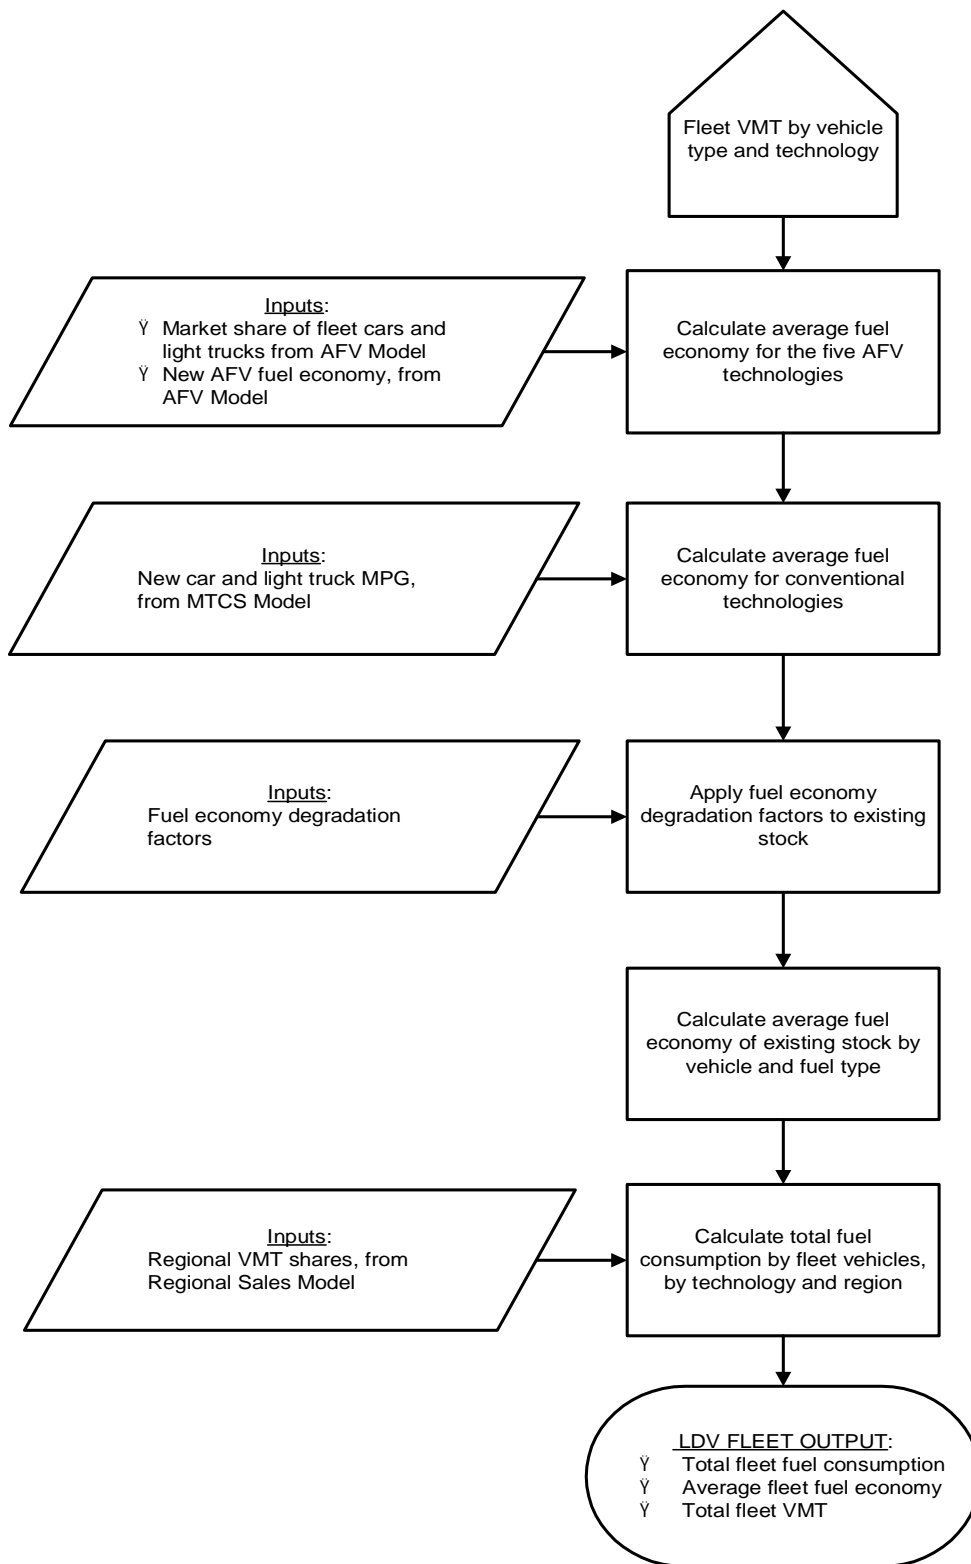 Fleet VMT by vehicle
type and technology
Inputs:
Ÿ Market share of fleet cars and
light trucks from AFV Model
Ÿ New AFV fuel economy, from
AFV Model
Calculate average fuel
economy for the five AFV
technologies
Inputs:
New car and light truck MPG,
from MTCS Model
Calculate average fuel
economy for conventional
technologies
Inputs:
Fuel economy degradation
factors
Apply fuel economy
degradation factors to existing
stock
Calculate average fuel
economy of existing stock by
vehicle and fuel type
Inputs:
Regional VMT shares, from
Regional Sales Model
Calculate total fuel
consumption by fleet vehicles,
by technology and region
LDV FLEET OUTPUT:
Ÿ Total fleet fuel consumption
Ÿ Average fleet fuel economy
Ÿ Total fleet VMT